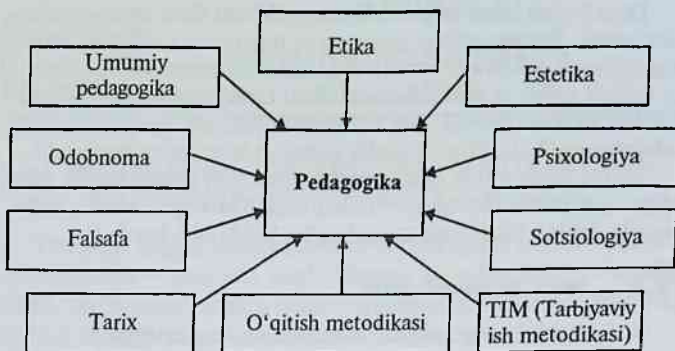 Etika
Umumiy
pedagogika
Estetika
Odobnoma
Pedagogika
Psixologiya
Falsafa
Sotsiologiya
Tarix
O‘qitish metodikasi
TIM (Tarbiyaviy
ish metodikasi)